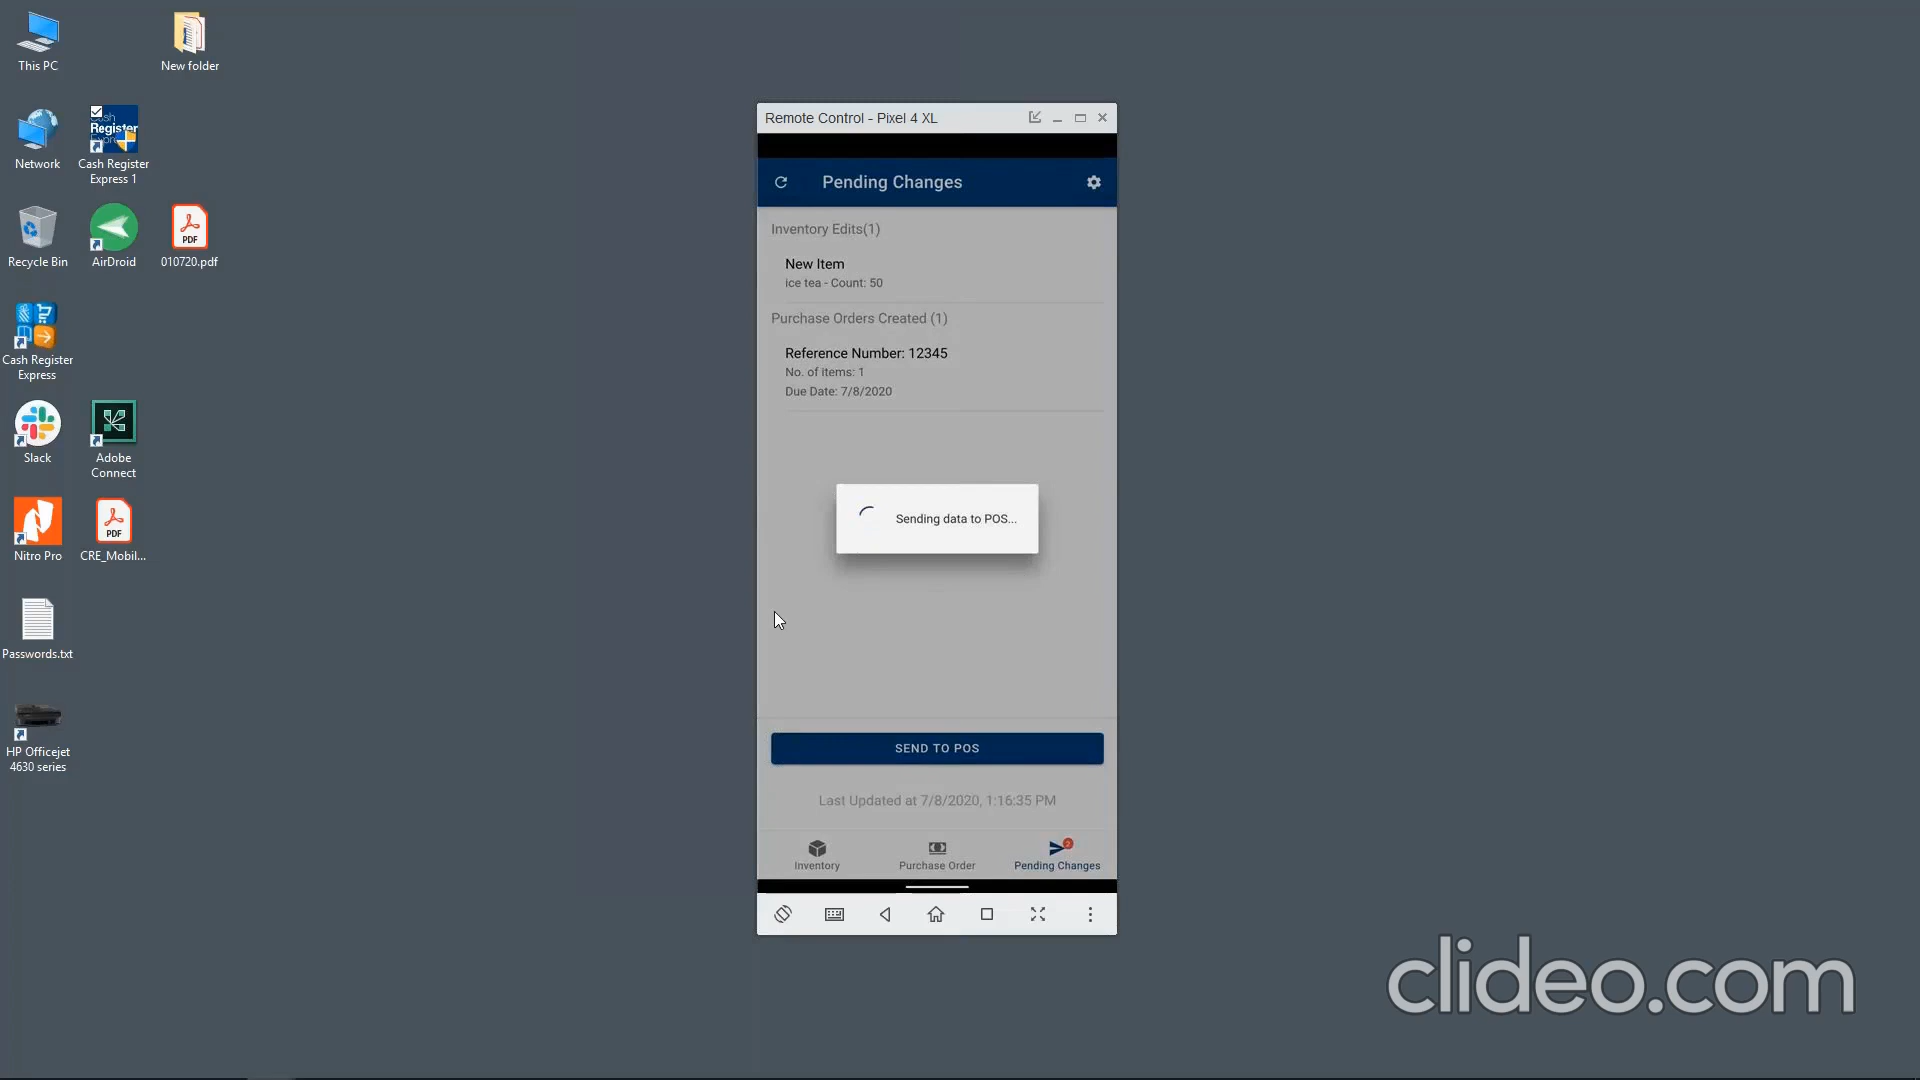 This PC
New folder
Network
Cash Register
Express 1
Recycle Bin
AirDroid
PDF
010720.pdf
Cash Register
Express
Slack
Adobe
Connect
Nitro Pro
PDF
CRE_Mobil...
Passwords.txt
HP Officejet
4630 series
Register
Remote Control - Pixel 4 XL
Pending Changes
Inventory Edits(1)
New Item
ice tea - Count: 50
Purchase Orders Created (1)
Reference Number: 12345
No. of items: 1
Due Date: 7/8/2020
Sending data to POS...
SEND TO POS
Last Updated at 7/8/2020, 1:16:35 PM
Inventory
Purchase Order
2
Pending Changes
clideo.com